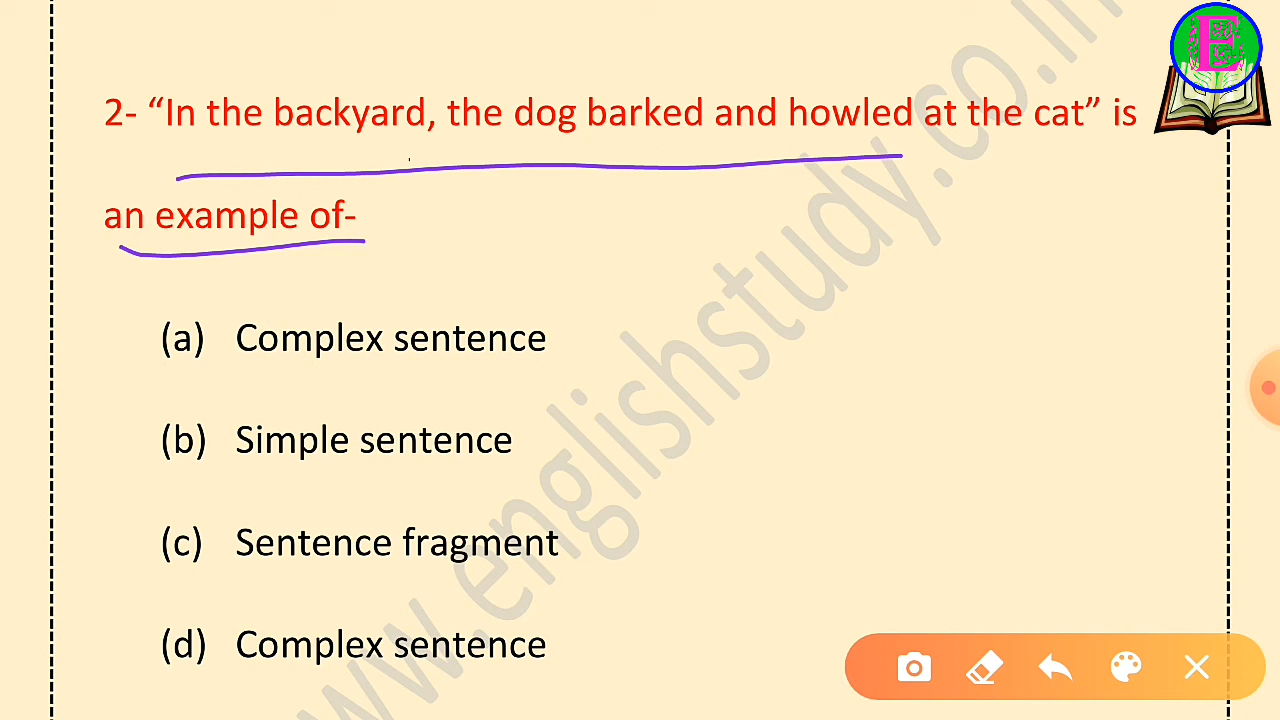 E
2- “In the backyard, the dog barked and howled at the cat” is
an example of-
(a) Complex sentence
(b) Simple sentence
(c) Sentence fragment
(d) Complex sentence
www.englishstudy.co.in